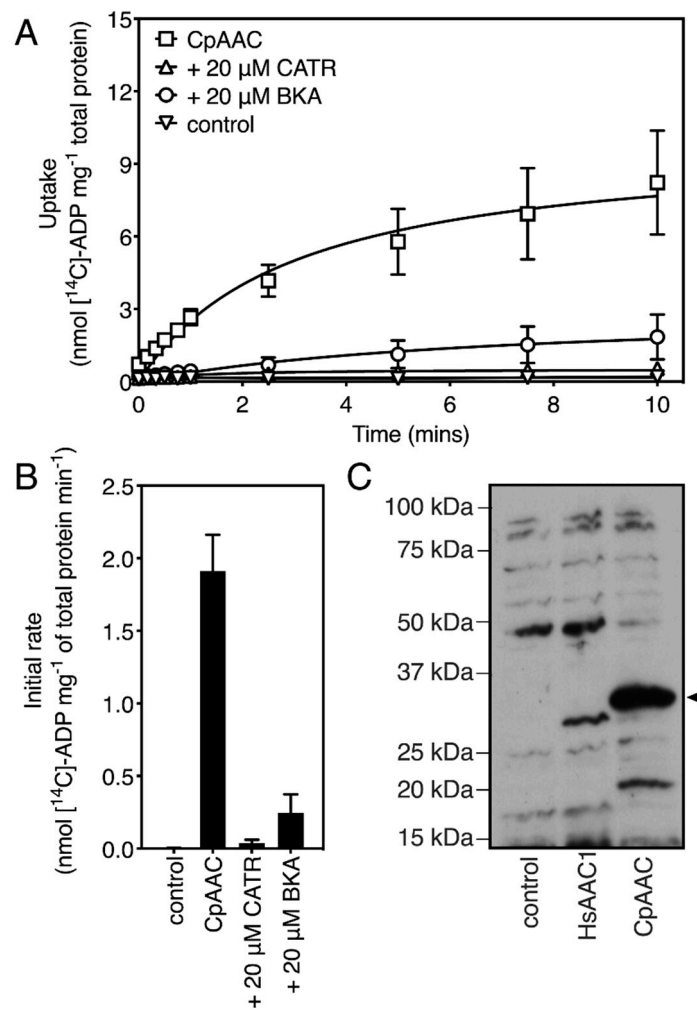 A
15
12
9
6
3
0
Uptake
(nmol [¹⁴C]-ADP mg⁻¹ total protein)
CpAAC
+ 20 µM CATR
+ 20 µM BKA
control
0
2
4
6
8
10
Time (mins)
B
2.5
2.0
1.5
1.0
0.5
0.0
Initial rate
(nmol [¹⁴C]-ADP mg⁻¹ of total protein min⁻¹)
control
CpAAC
+ 20 µM CATR
+ 20 µM BKA
C
100 kDa
75 kDa
50 kDa
37 kDa
25 kDa
20 kDa
15 kDa
control
HsAAC1
CpAAC